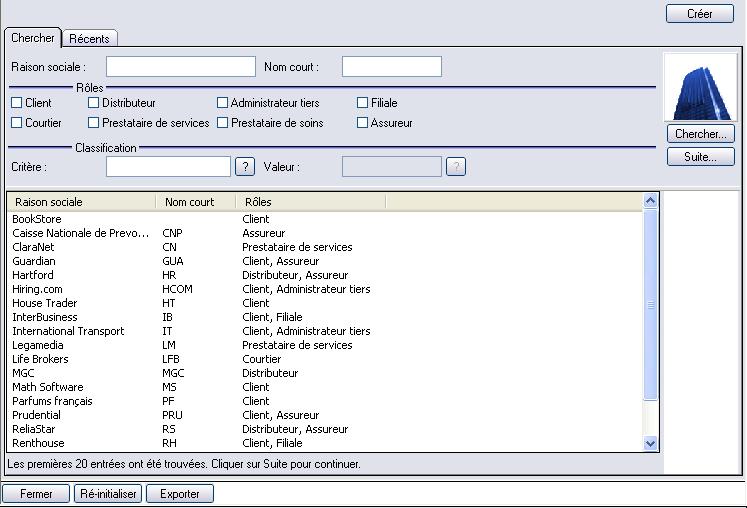 Créer
Chercher Récents
Raison sociale : Nom court :
Rôles
Client Distributeur Administrateur tiers Filiale
Courtier Prestataire de services Prestataire de soins Assureur
Chercher...
Suite...
Classification
Critère : ? Valeur : ?
Raison sociale Nom court Rôles
BookStore Client
Caisse Nationale de Prevo... CNP Assureur
ClaraNet CN Prestataire de services
Guardian GUA Client, Assureur
Hartford HR Distributeur, Assureur
Hiring.com HCOM Client, Administrateur tiers
House Trader HT Client
InterBusiness IB Client, Filiale
International Transport IT Client, Administrateur tiers
Legamedia LM Prestataire de services
Life Brokers LFB Courtier
MGC MGC Distributeur
Math Software MS Client
Parfums français PF Client
Prudential PRU Client, Assureur
ReliaStar RS Distributeur, Assureur
Renthouse RH Client, Filiale
Les premières 20 entrées ont été trouvées. Cliquer sur Suite pour continuer.
Fermer Ré-initialiser Exporter